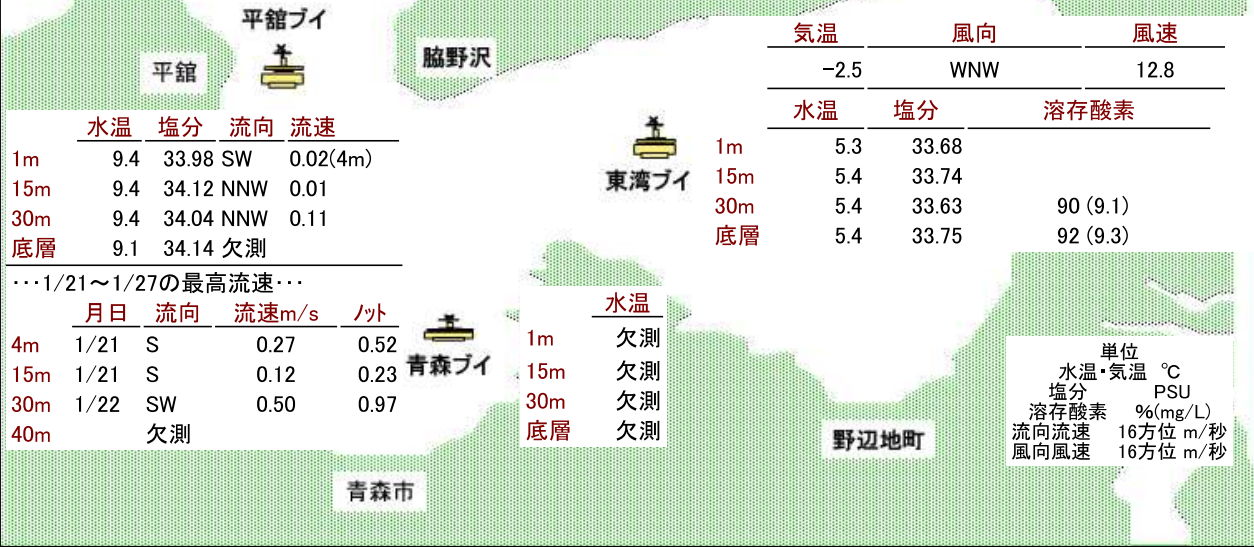 平舘ブイ
平舘
脇野沢
水温 塩分 流向 流速
1m 9.4 33.98 SW 0.02(4m)
15m 9.4 34.12 NNW 0.01
30m 9.4 34.04 NNW 0.11
底層 9.1 34.14 欠測
･･･1/21～1/27の最高流速･･･
月日 流向 流速m/s ﾉｯﾄ
4m 1/21 S 0.27 0.52
15m 1/21 S 0.12 0.23
30m 1/22 SW 0.50 0.97
40m 欠測
気温 風向 風速
-2.5 WNW 12.8
水温 塩分 溶存酸素
1m 5.3 33.68
15m 5.4 33.74
30m 5.4 33.63 90 (9.1)
底層 5.4 33.75 92 (9.3)
東湾ブイ
青森ブイ
水温
1m 欠測
15m 欠測
30m 欠測
底層 欠測
単位
水温･気温 ℃
塩分 PSU
溶存酸素 %(mg/L)
流向流速 16方位 m/秒
風向風速 16方位 m/秒
野辺地町
青森市